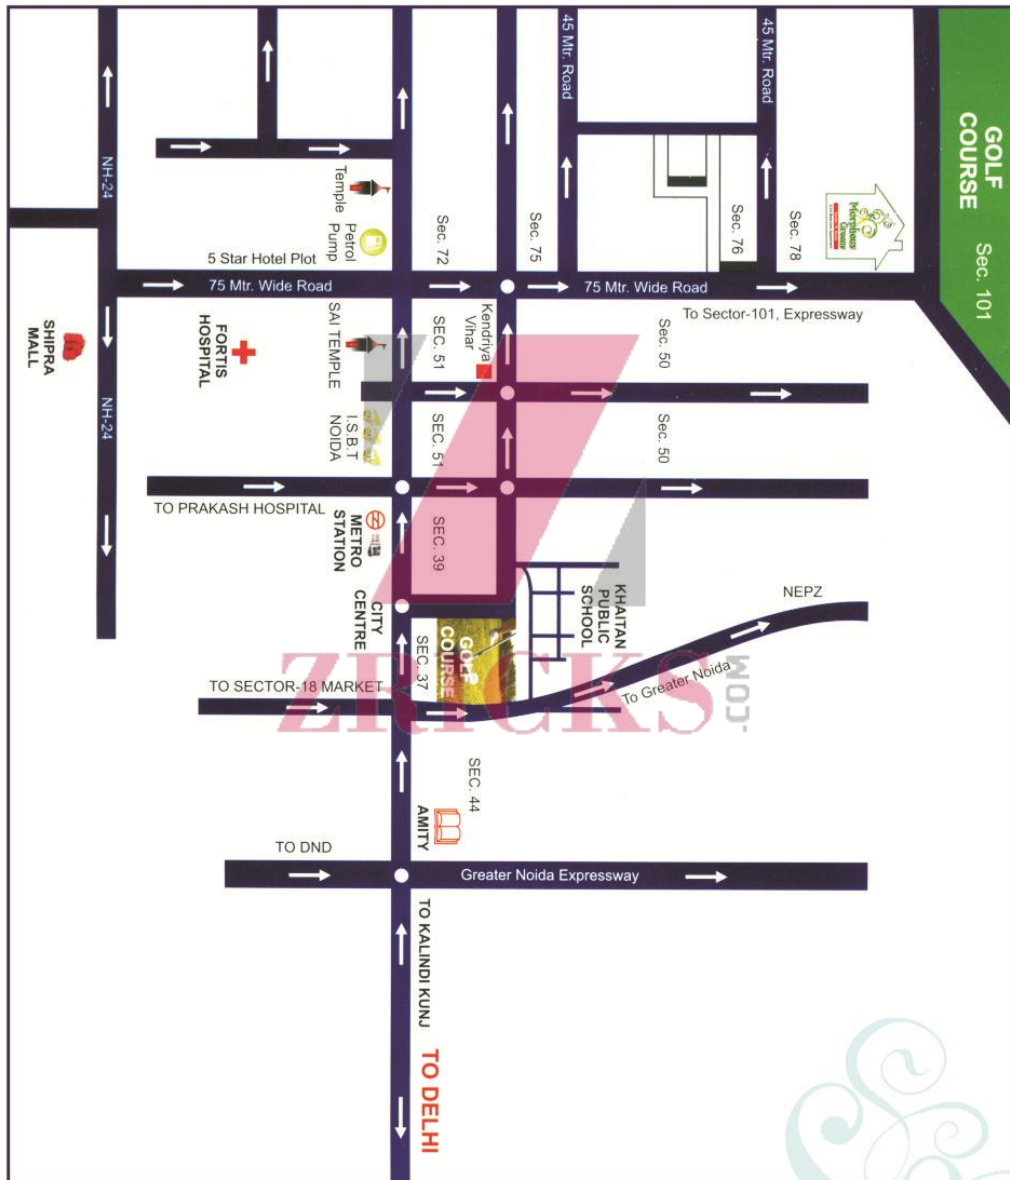 45 Mtr. Road
45 Mtr. Road
GOLF
COURSE
Sec. 101
NH-24
Temple
Petrol
Pump
5 Star Hotel Plot
Sec. 72
Sec. 75
Sec. 76
Sec. 78
Morpheus
Greens
75 Mtr. Wide Road
75 Mtr. Wide Road
To Sector-101, Expressway
SHIPRA
MALL
FORTIS
HOSPITAL
SAI TEMPLE
SEC. 51
Kendriya
Vihar
Sec. 50
NH-24
I.S.B.T
NOIDA
SEC. 51
Sec. 50
TO PRAKASH HOSPITAL
METRO
STATION
SEC. 39
KHAITAN
PUBLIC
SCHOOL
NEPZ
CITY
CENTRE
SEC. 37
GOLF
COURSE
To Greater Noida
TO SECTOR-18 MARKET
ZRICKS
.COM
SEC. 44
AMITY
TO DND
Greater Noida Expressway
TO KALINDI KUNJ
TO DELHI